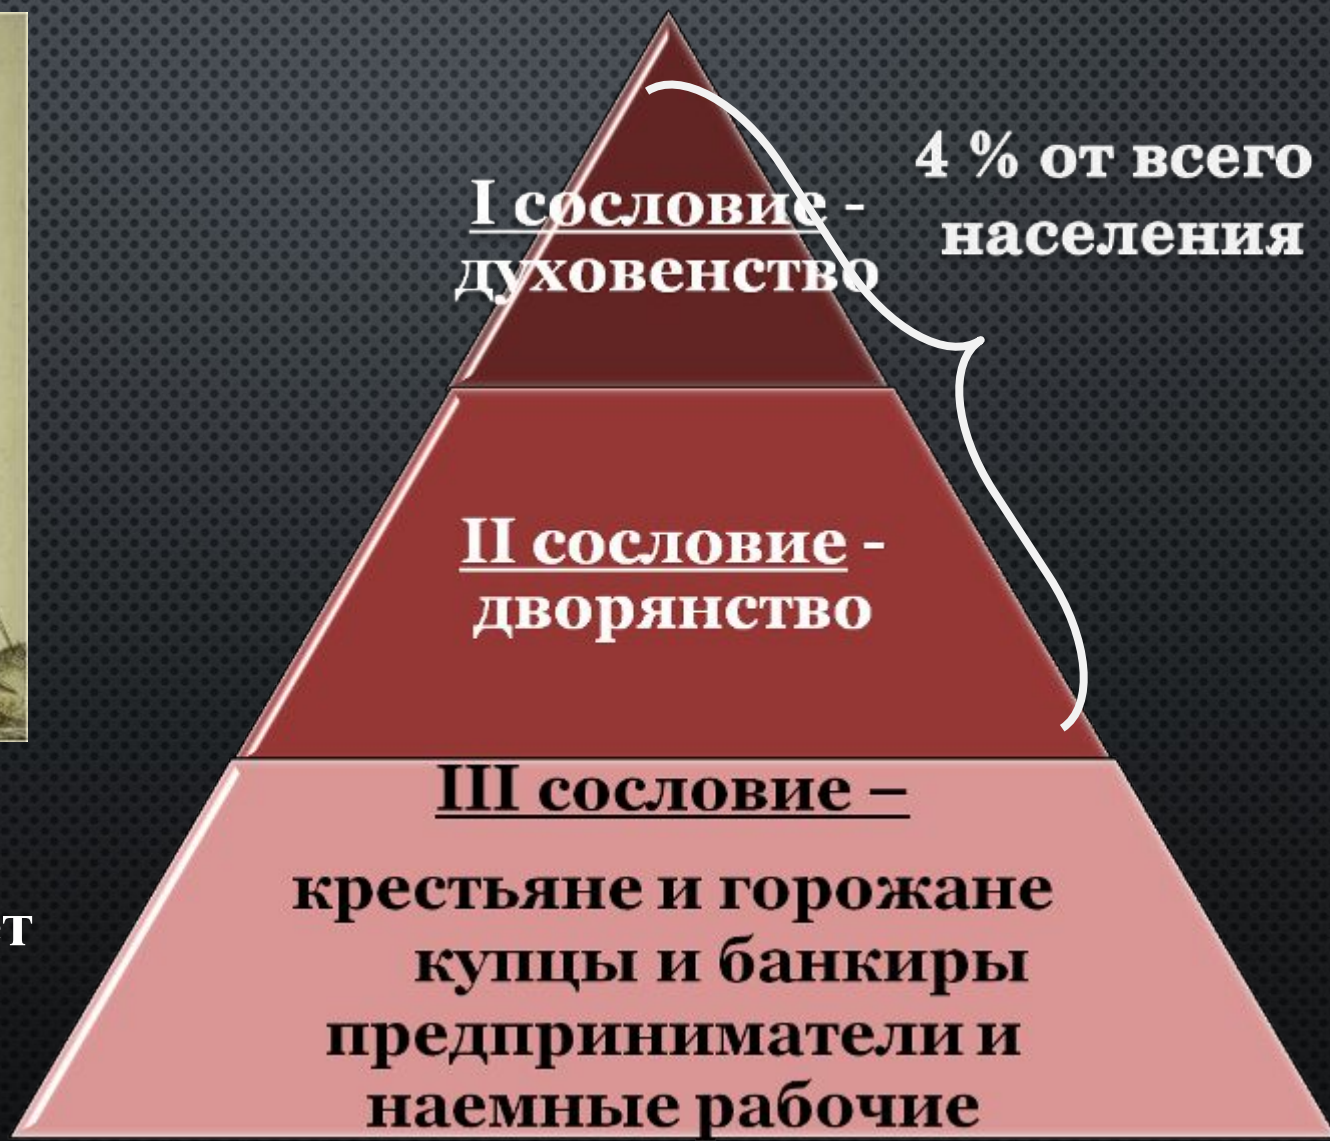 4 % от всего
населения
I сословие -
духовенство
II сословие -
дворянство
III сословие –
крестьяне и горожане
купцы и банкиры
предприниматели и
наемные рабочие